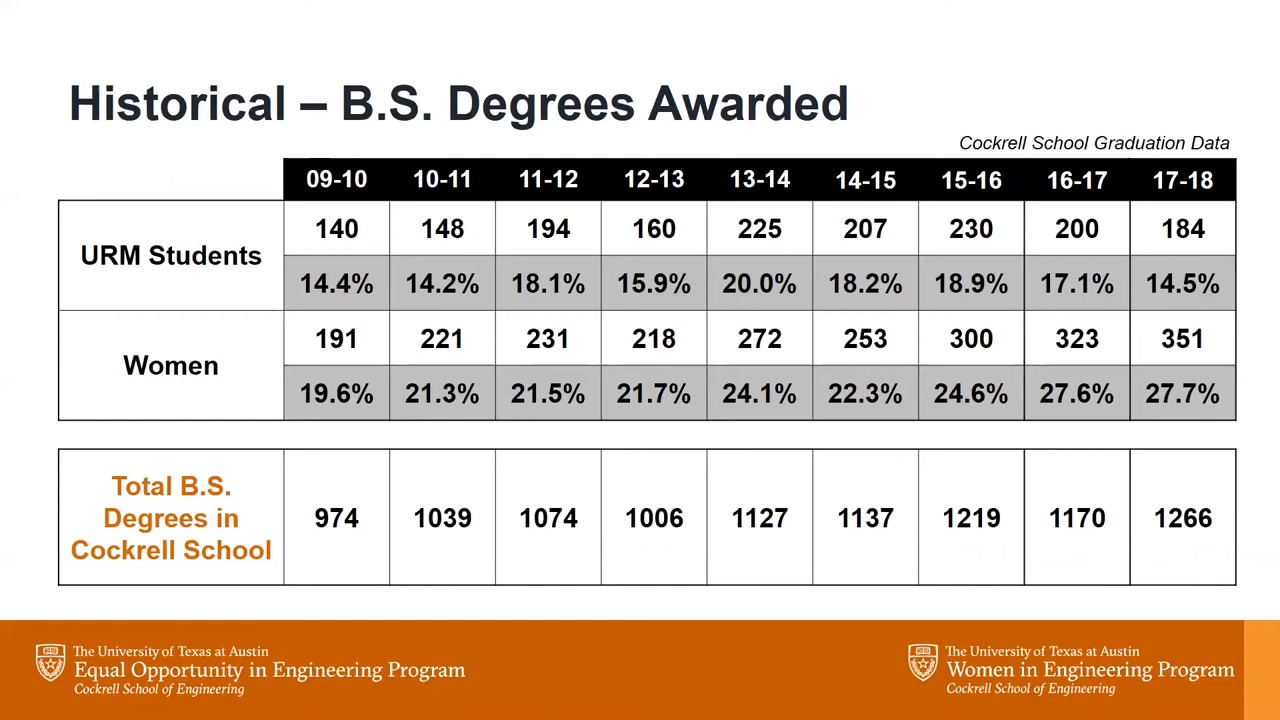 Historical – B.S. Degrees Awarded
Cockrell School Graduation Data
09-10 10-11 11-12 12-13 13-14 14-15 15-16 16-17 17-18
URM Students
140 148 194 160 225 207 230 200 184
14.4% 14.2% 18.1% 15.9% 20.0% 18.2% 18.9% 17.1% 14.5%
Women
191 221 231 218 272 253 300 323 351
19.6% 21.3% 21.5% 21.7% 24.1% 22.3% 24.6% 27.6% 27.7%
Total B.S.
Degrees in
Cockrell School
974 1039 1074 1006 1127 1137 1219 1170 1266
The University of Texas at Austin
Equal Opportunity in Engineering Program
Cockrell School of Engineering
The University of Texas at Austin
Women in Engineering Program
Cockrell School of Engineering